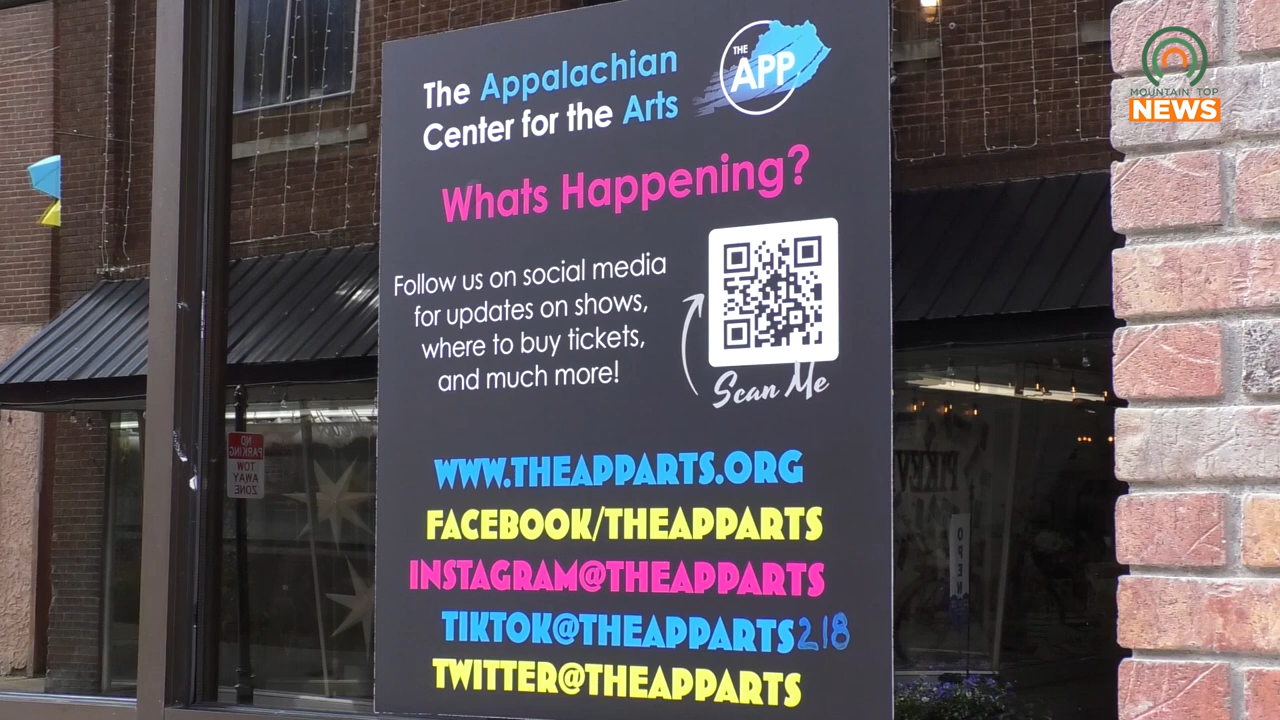 The Appalachian
Center for the Arts
THE
APP
MOUNTAIN TOP
NEWS
Whats Happening?
Follow us on social media
for updates on shows,
where to buy tickets,
and much more!
Scan Me
WWW.THEAPPARTS.ORG
FACEBOOK/THEAPPARTS
INSTAGRAM@THEAPPARTS
TIKTOK@THEAPPARTS218
TWITTER@THEAPPARTS
NO
PARKING
TOW
AWAY
ZONE
OPEN